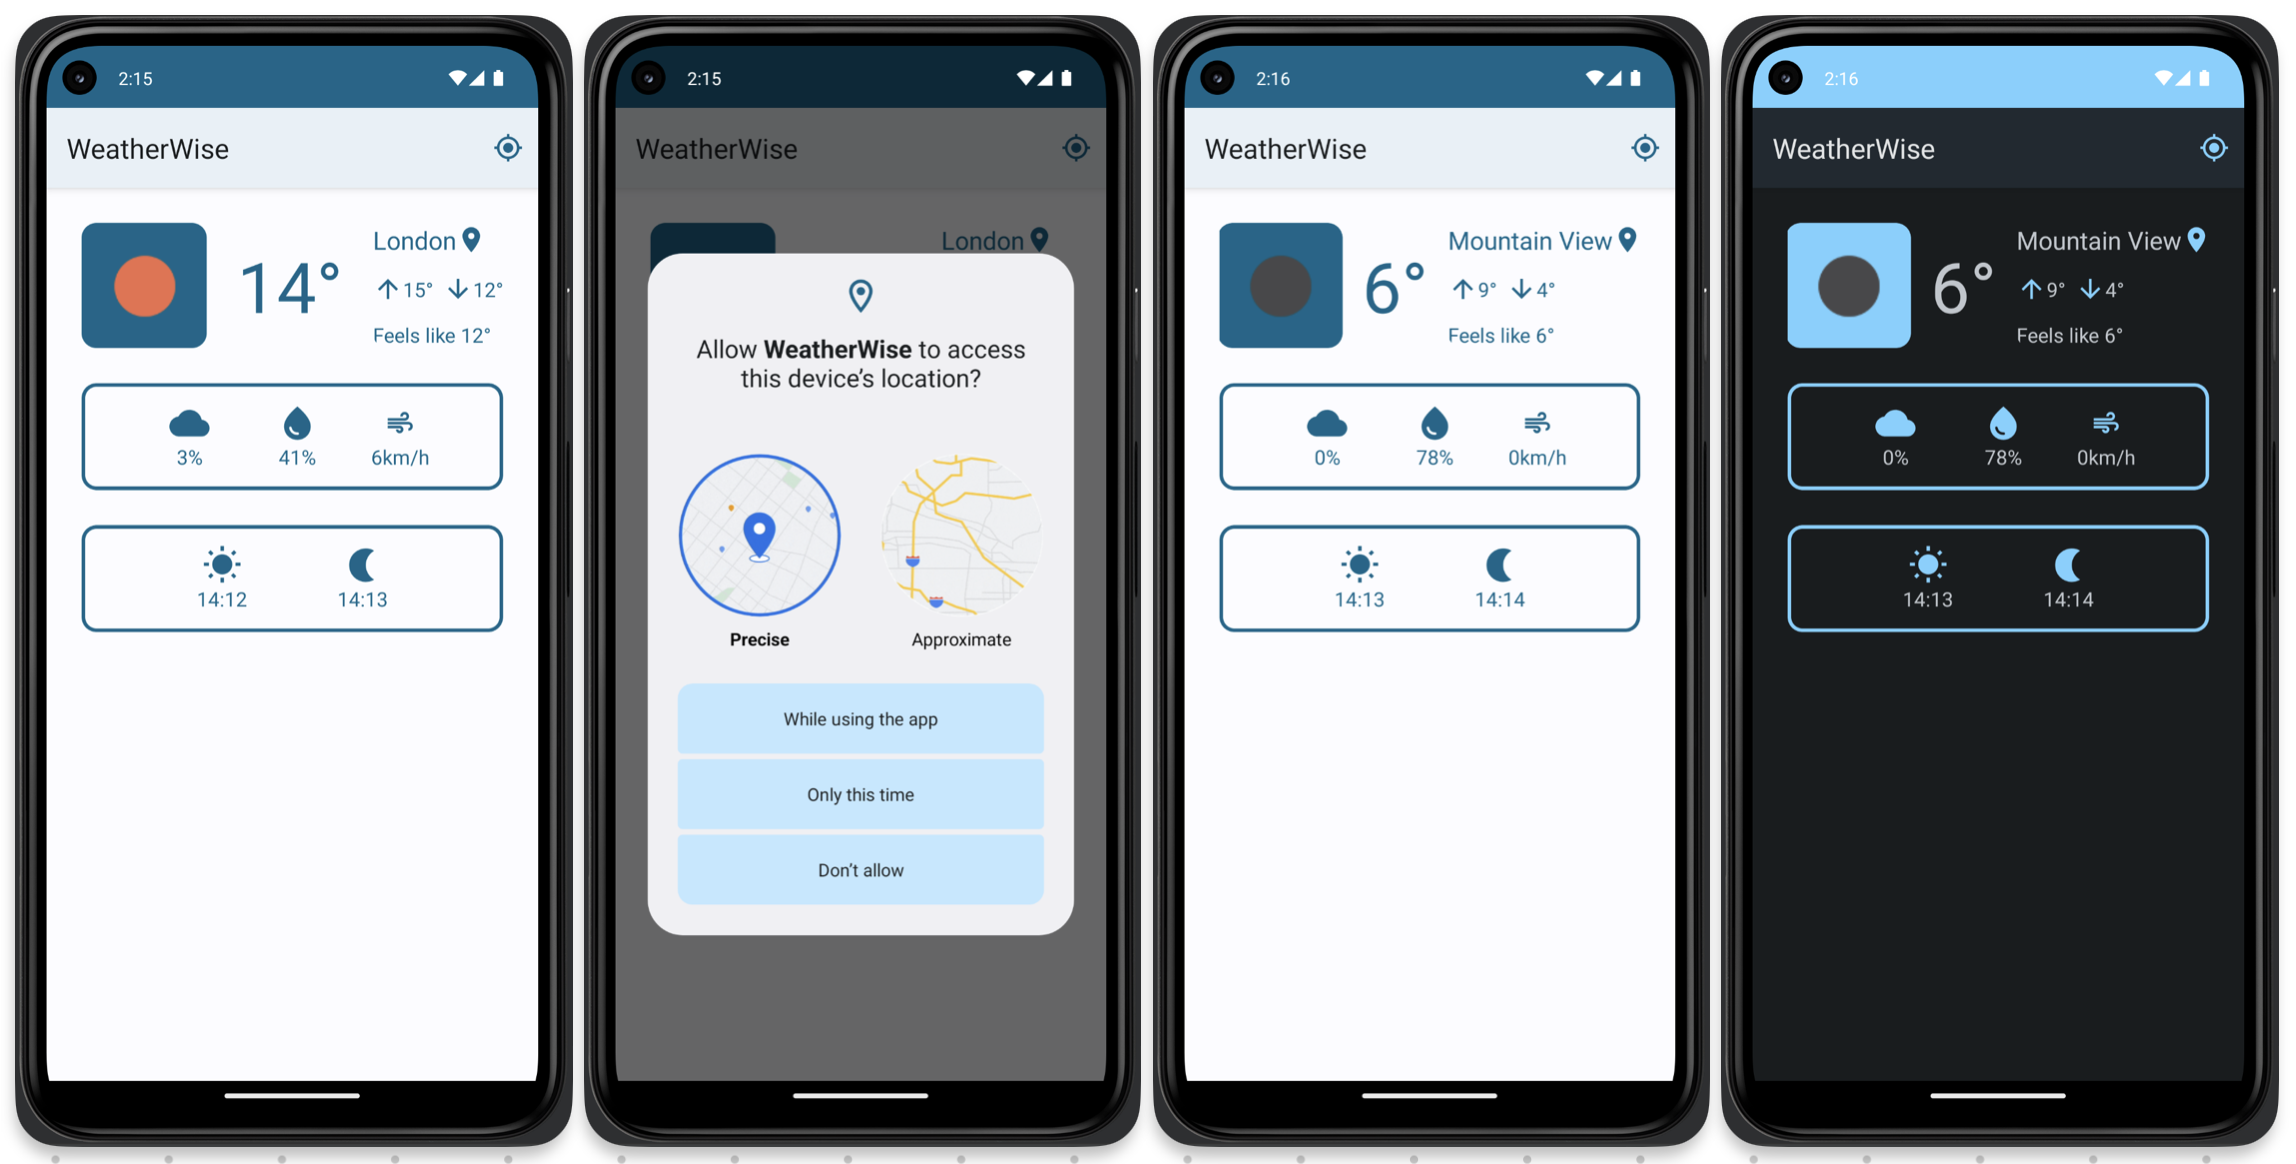 2:15
WeatherWise
London
14°
15° 12°
Feels like 12°
3% 41% 6km/h
14:12 14:13
2:15
WeatherWise
London
Allow WeatherWise to access
this device's location?
Precise Approximate
While using the app
Only this time
Don't allow
2:16
WeatherWise
Mountain View
6°
9° 4°
Feels like 6°
0% 78% 0km/h
14:13 14:14
2:16
WeatherWise
Mountain View
6°
9° 4°
Feels like 6°
0% 78% 0km/h
14:13 14:14